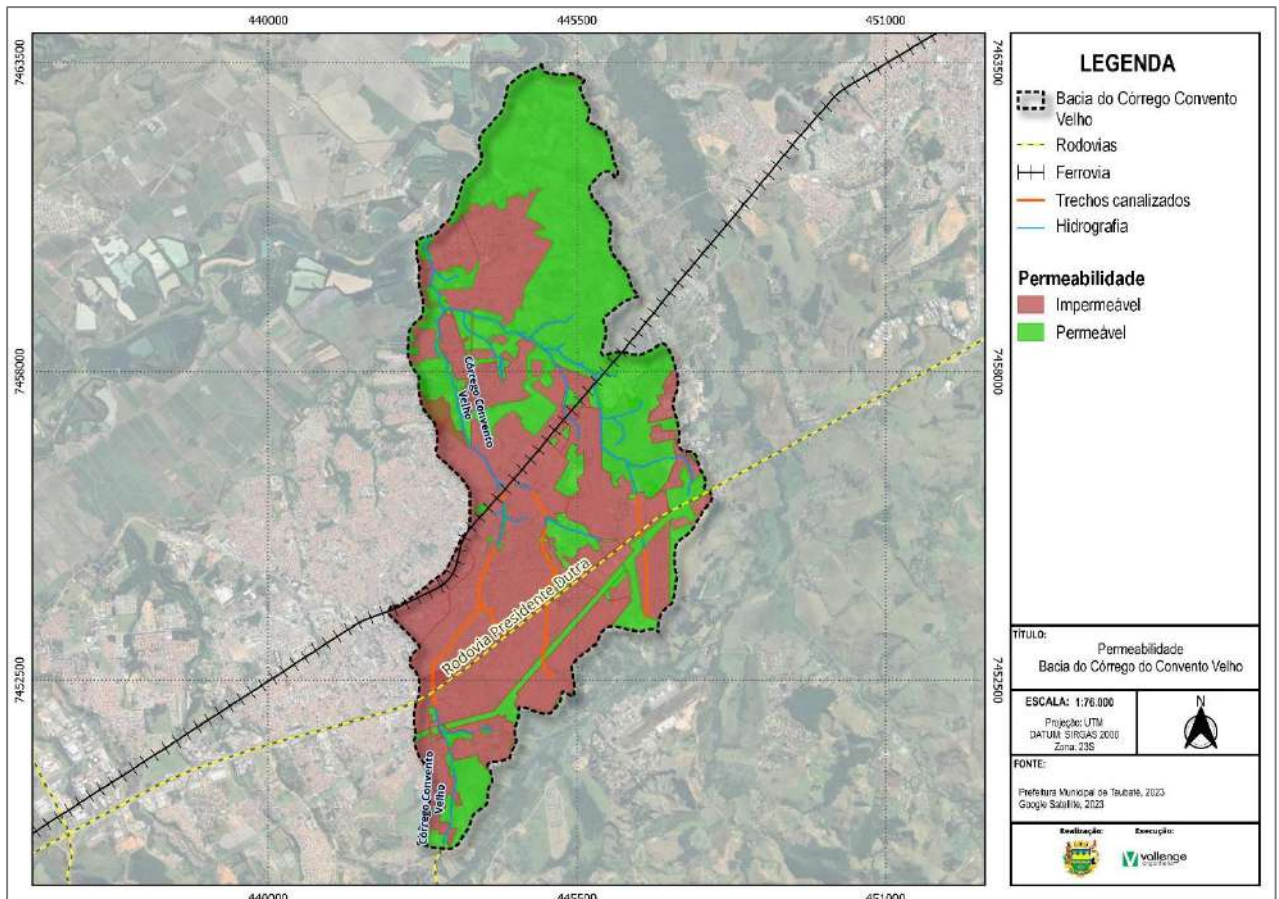 440000
445500
451000
7463500
7463500
7458000
7458000
7452500
7452500
Córrego Convento
Velho
Rodovia Presidente Dutra
Córrego Convento
Velho
440000
445500
451000
LEGENDA
Bacia do Córrego Convento
Velho
Rodovias
Ferrovia
Trechos canalizados
Hidrografia
Permeabilidade
Impermeável
Permeável
TÍTULO:
Permeabilidade
Bacia do Córrego do Convento Velho
ESCALA: 1:76.000
Projeção: UTM
DATUM: SIRGAS 2000
Zona: 23S
N
FONTE:
Prefeitura Municipal de Taubaté, 2023
Google Satellite, 2023
Realização:
Execução:
vallenge